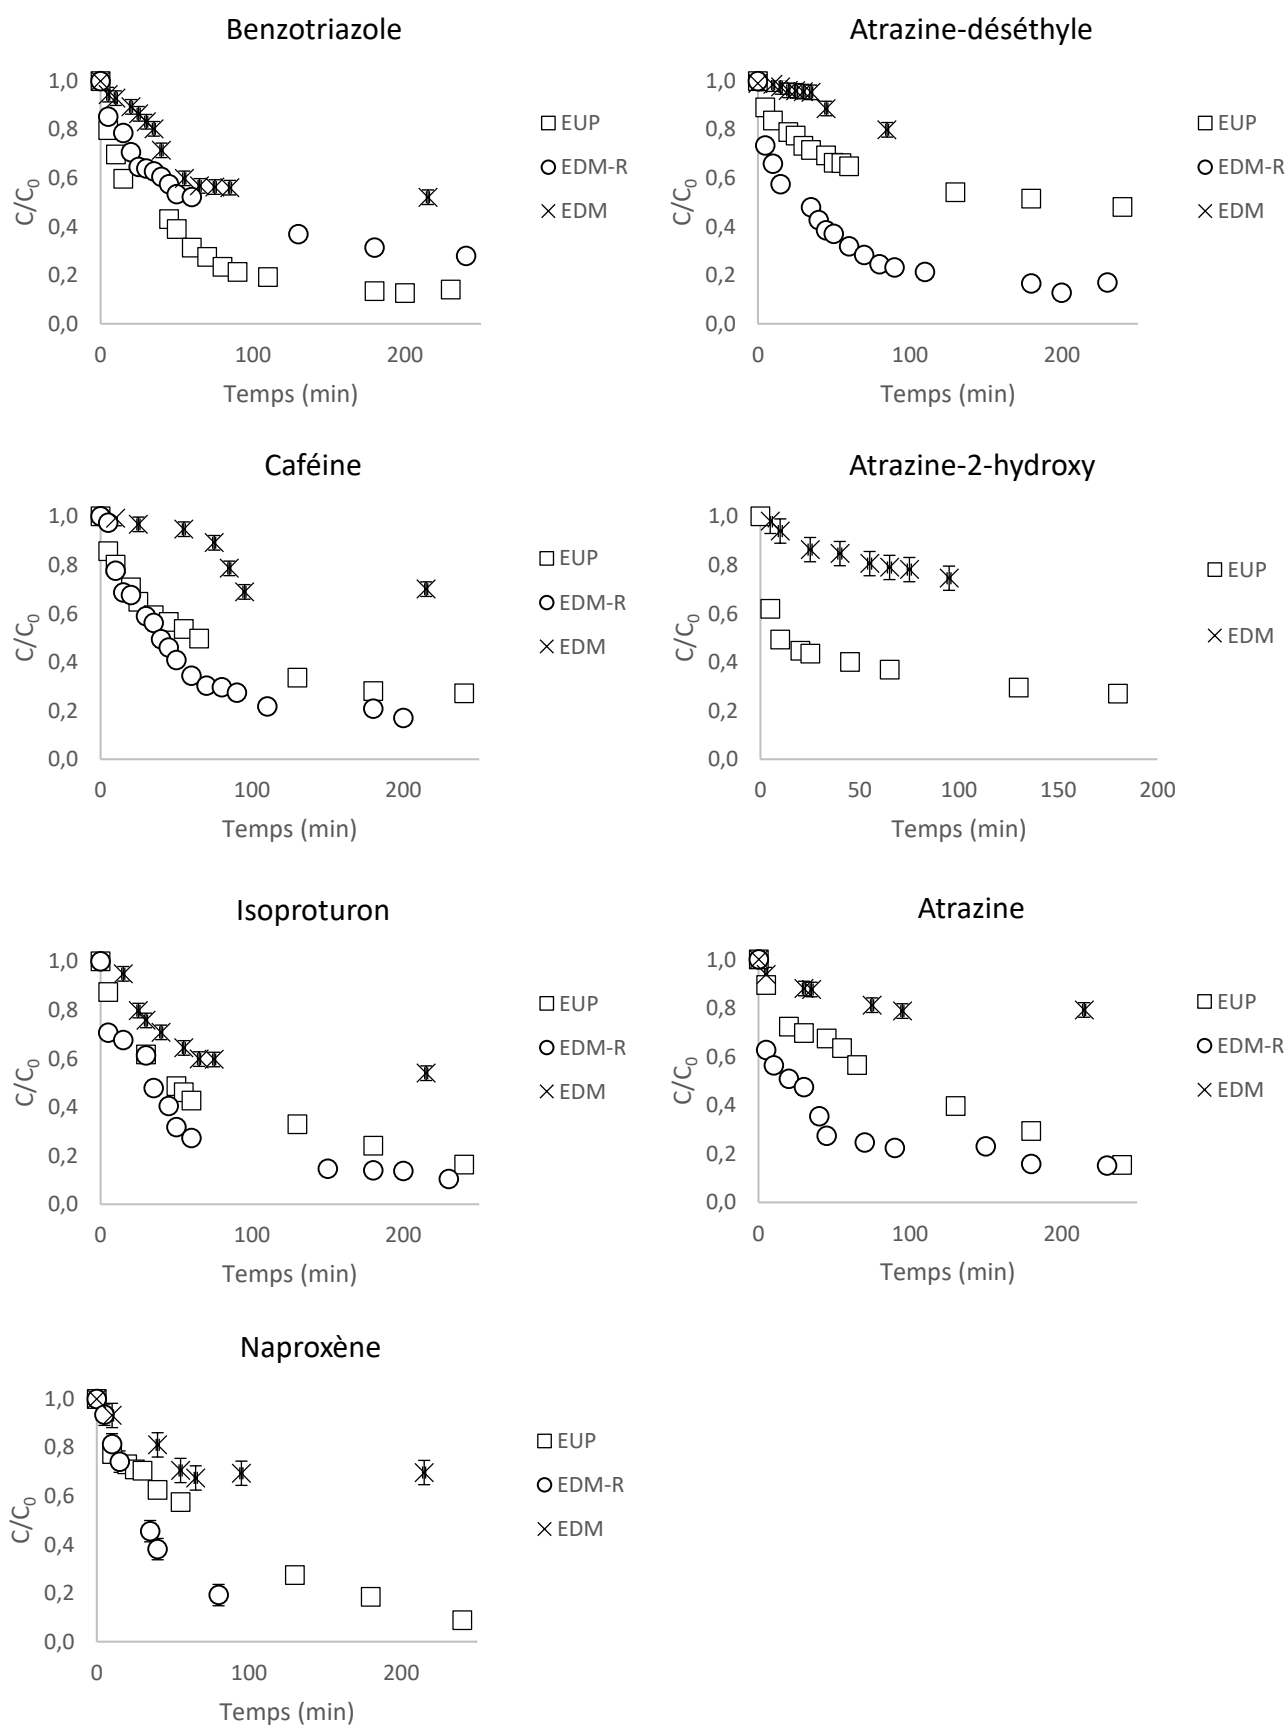 Benzotriazole
1,0
0,8
0,6
0,4
0,2
0,0
C/C₀
0 100 200
Temps (min)
EUP
EDM-R
EDM
Atrazine-déséthyle
1,0
0,8
0,6
0,4
0,2
0,0
C/C₀
0 100 200
Temps (min)
EUP
EDM-R
EDM
Caféine
1,0
0,8
0,6
0,4
0,2
0,0
C/C₀
0 100 200
Temps (min)
EUP
EDM-R
EDM
Atrazine-2-hydroxy
1,0
0,8
0,6
0,4
0,2
0,0
C/C₀
0 50 100 150 200
Temps (min)
EUP
EDM
Isoproturon
1,0
0,8
0,6
0,4
0,2
0,0
C/C₀
0 100 200
Temps (min)
EUP
EDM-R
EDM
Atrazine
1,0
0,8
0,6
0,4
0,2
0,0
C/C₀
0 100 200
Temps (min)
EUP
EDM-R
EDM
Naproxène
1,0
0,8
0,6
0,4
0,2
0,0
C/C₀
0 100 200
Temps (min)
EUP
EDM-R
EDM